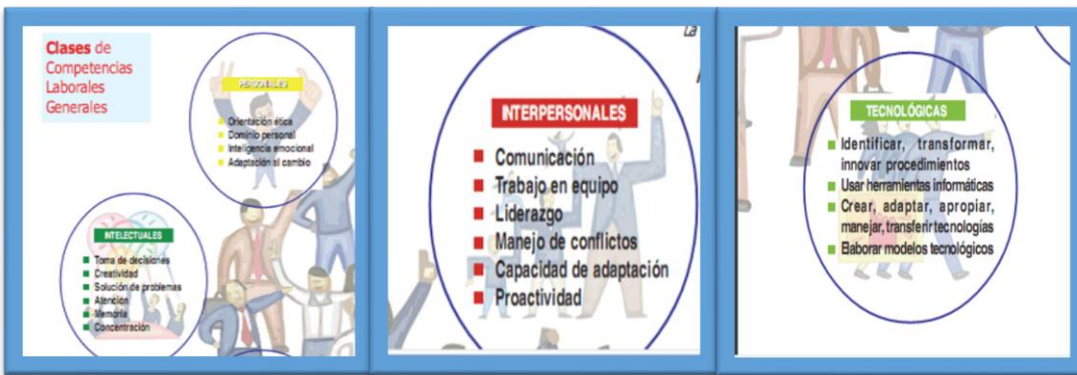 Clases de
Competencias
Laborales
Generales
PERSONALES
Orientación ética
Dominio personal
Inteligencia emocional
Adaptación al cambio
INTELECTUALES
Toma de decisiones
Creatividad
Solución de problemas
Atención
Memoria
Concentración
La
INTERPERSONALES
Comunicación
Trabajo en equipo
Liderazgo
Manejo de conflictos
Capacidad de adaptación
Proactividad
TECNOLÓGICAS
Identificar, transformar,
innovar procedimientos
Usar herramientas informáticas
Crear, adaptar, apropiar,
manejar, transferir tecnologías
Elaborar modelos tecnológicos